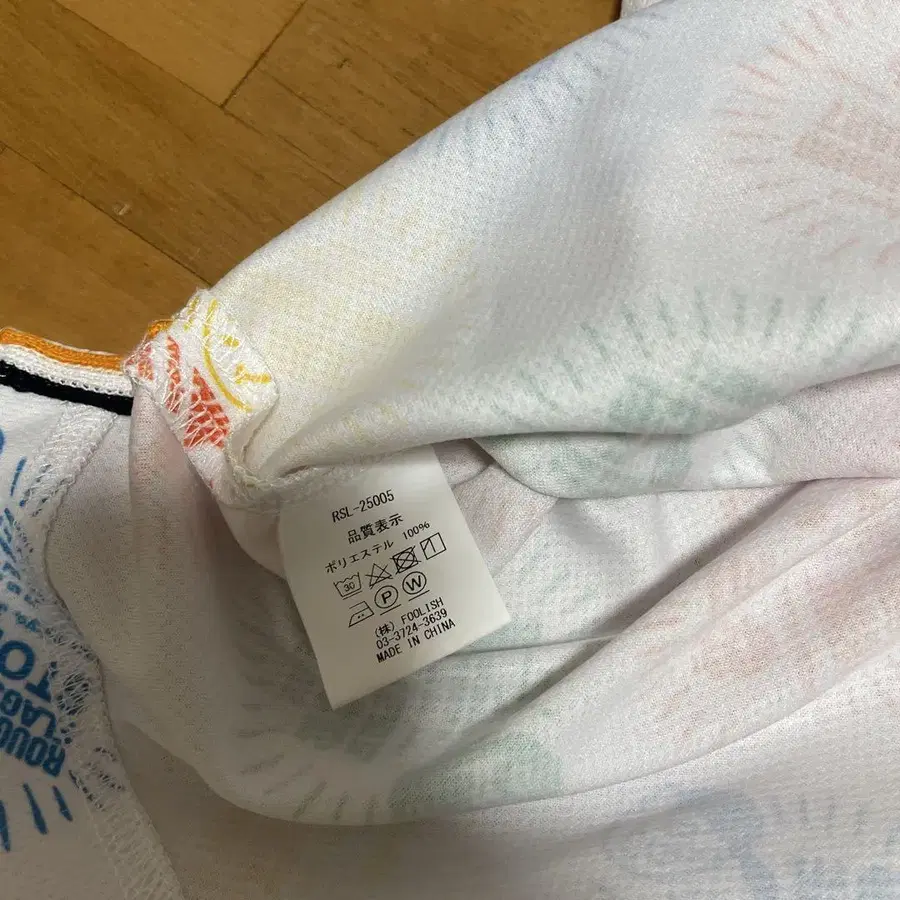 RSL-25005
品質表示
ポリエステル 100%
30
P W
(株) FOOLISH
03-3724-3639
MADE IN CHINA